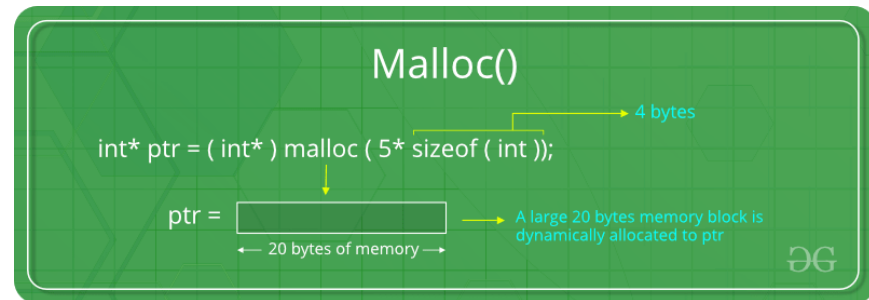 Malloc()
4 bytes
int* ptr = ( int* ) malloc ( 5* sizeof ( int ));
ptr =
A large 20 bytes memory block is
dynamically allocated to ptr
20 bytes of memory